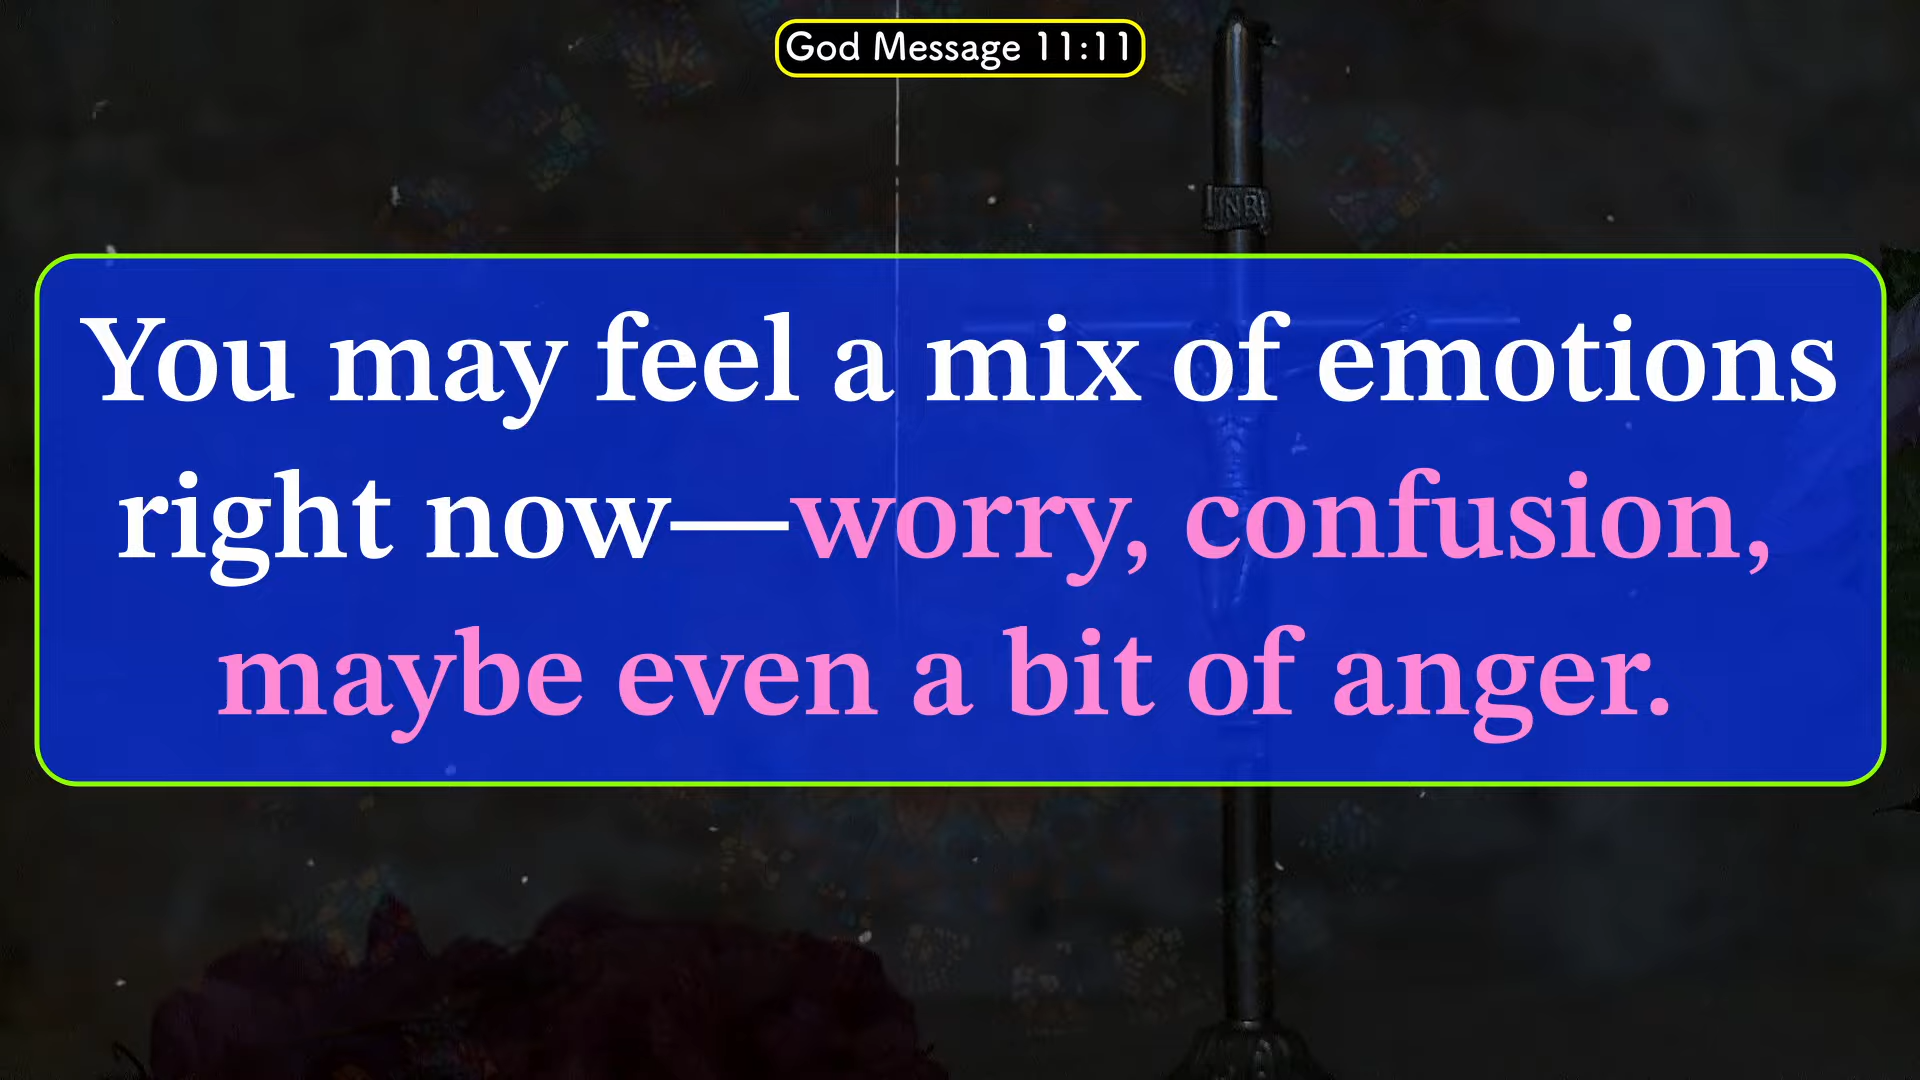 God Message 11:11
INRI
You may feel a mix of emotions
right now—worry, confusion,
maybe even a bit of anger.